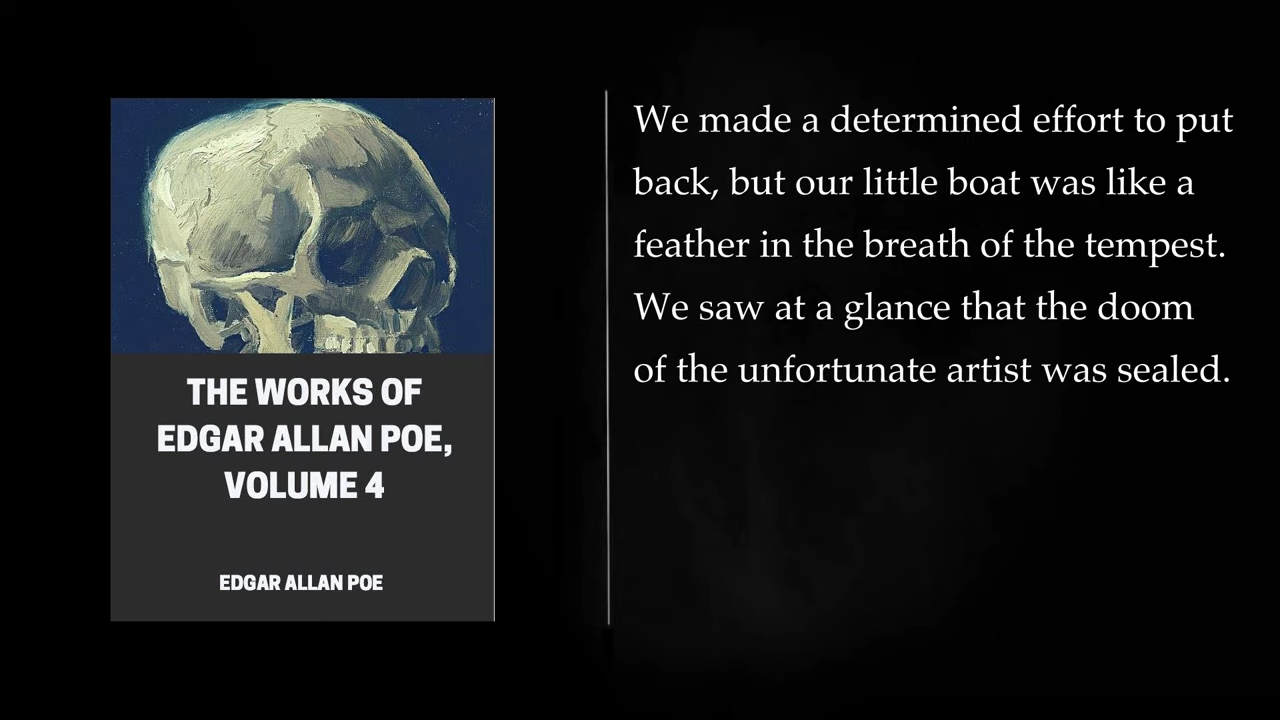 THE WORKS OF
EDGAR ALLAN POE,
VOLUME 4
EDGAR ALLAN POE
We made a determined effort to put
back, but our little boat was like a
feather in the breath of the tempest.
We saw at a glance that the doom
of the unfortunate artist was sealed.